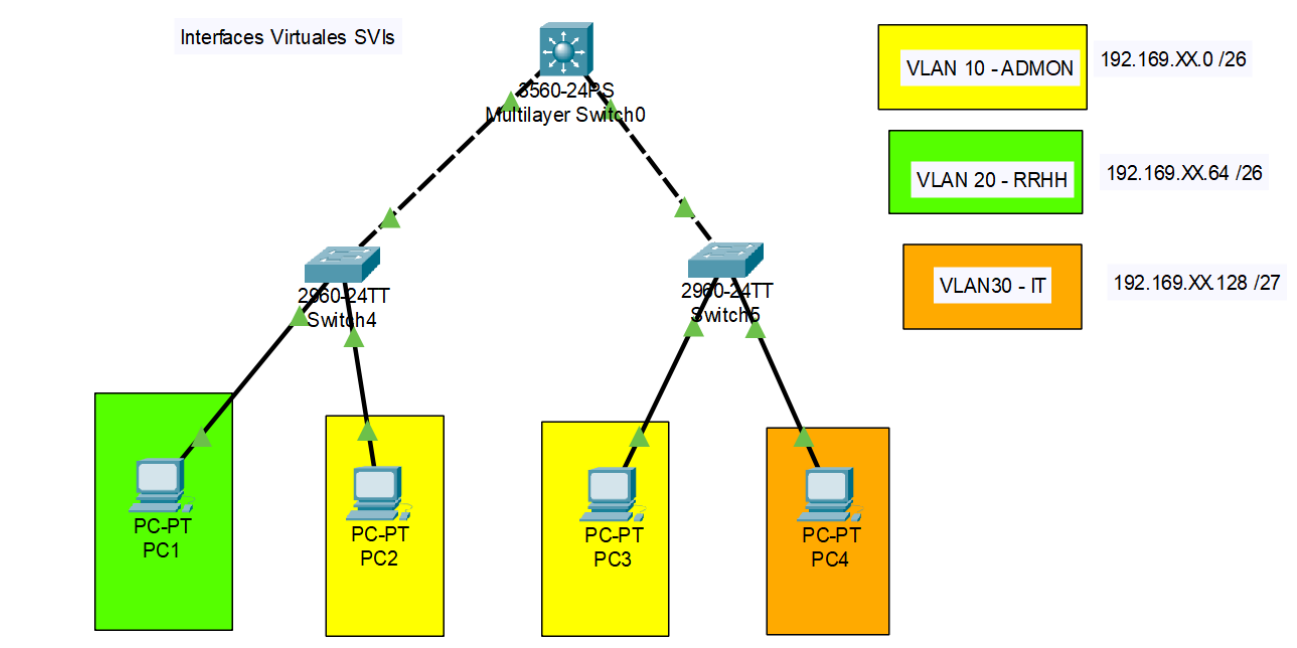 Interfaces Virtuales SVIs
3560-24PS
Multilayer Switch0
VLAN 10 - ADMON
192.169.XX.0 /26
VLAN 20 - RRHH
192.169.XX.64 /26
VLAN30 - IT
192.169.XX.128 /27
2960-24TT
Switch4
2960-24TT
Switch5
PC-PT
PC1
PC-PT
PC2
PC-PT
PC3
PC-PT
PC4